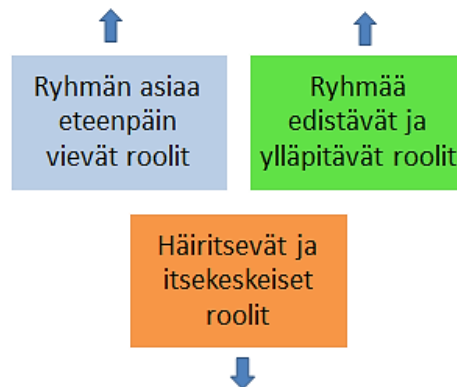 Ryhmän asiaa
eteenpäin
vievät roolit
Ryhmää
edistävät ja
ylläpitävät roolit
Häiritsevät ja
itsekeskeiset
roolit